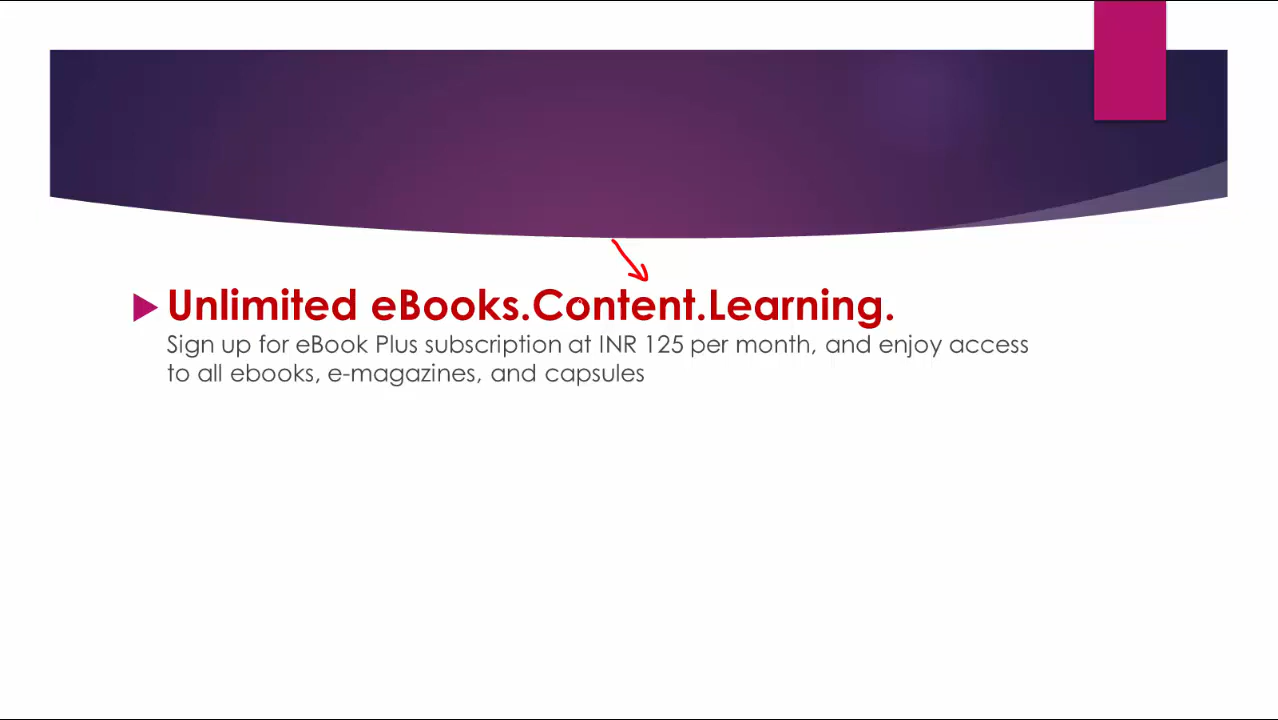 Unlimited eBooks.Content.Learning.
Sign up for eBook Plus subscription at INR 125 per month, and enjoy access
to all ebooks, e-magazines, and capsules